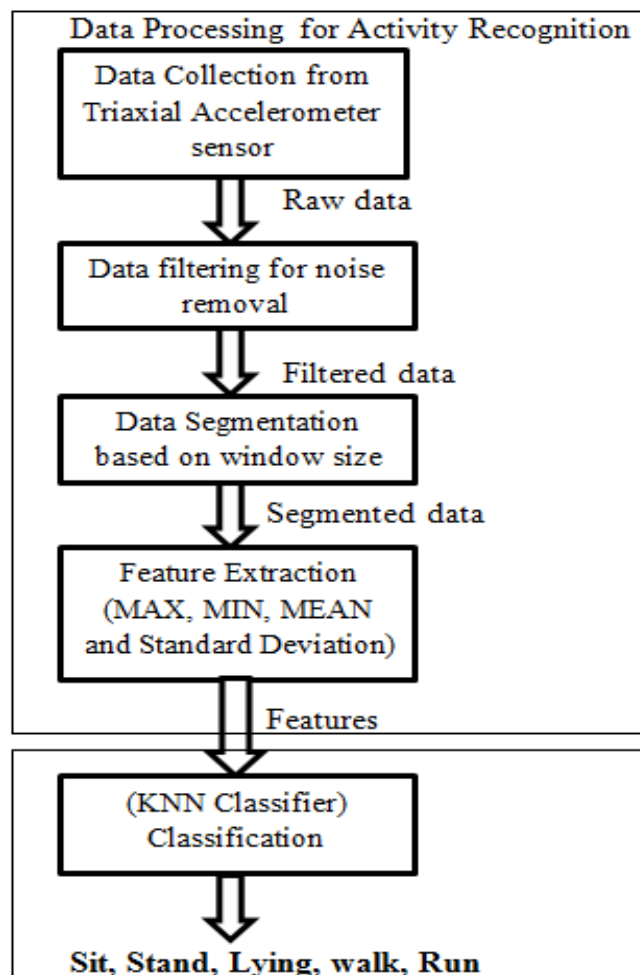 Data Processing for Activity Recognition
Data Collection from
Triaxial Accelerometer
sensor
Raw data
Data filtering for noise
removal
Filtered data
Data Segmentation
based on window size
Segmented data
Feature Extraction
(MAX, MIN, MEAN
and Standard Deviation)
Features
(KNN Classifier)
Classification
Sit, Stand, Lying, walk, Run